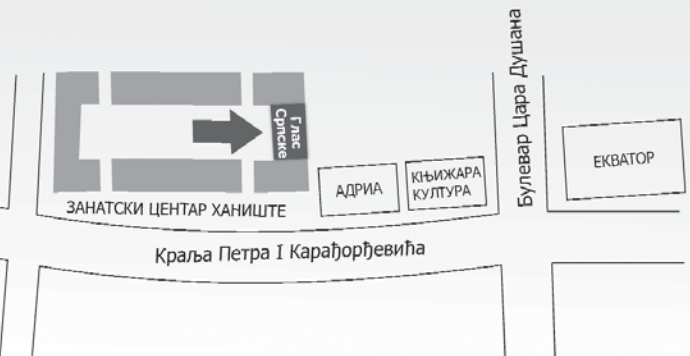 Булевар Цара Душана
Глас
Српске
ЕКВАТОР
АДРИА
КЊИЖАРА
КУЛТУРА
ЗАНАТСКИ ЦЕНТАР ХАНИШТЕ
Краља Петра I Карађорђевића